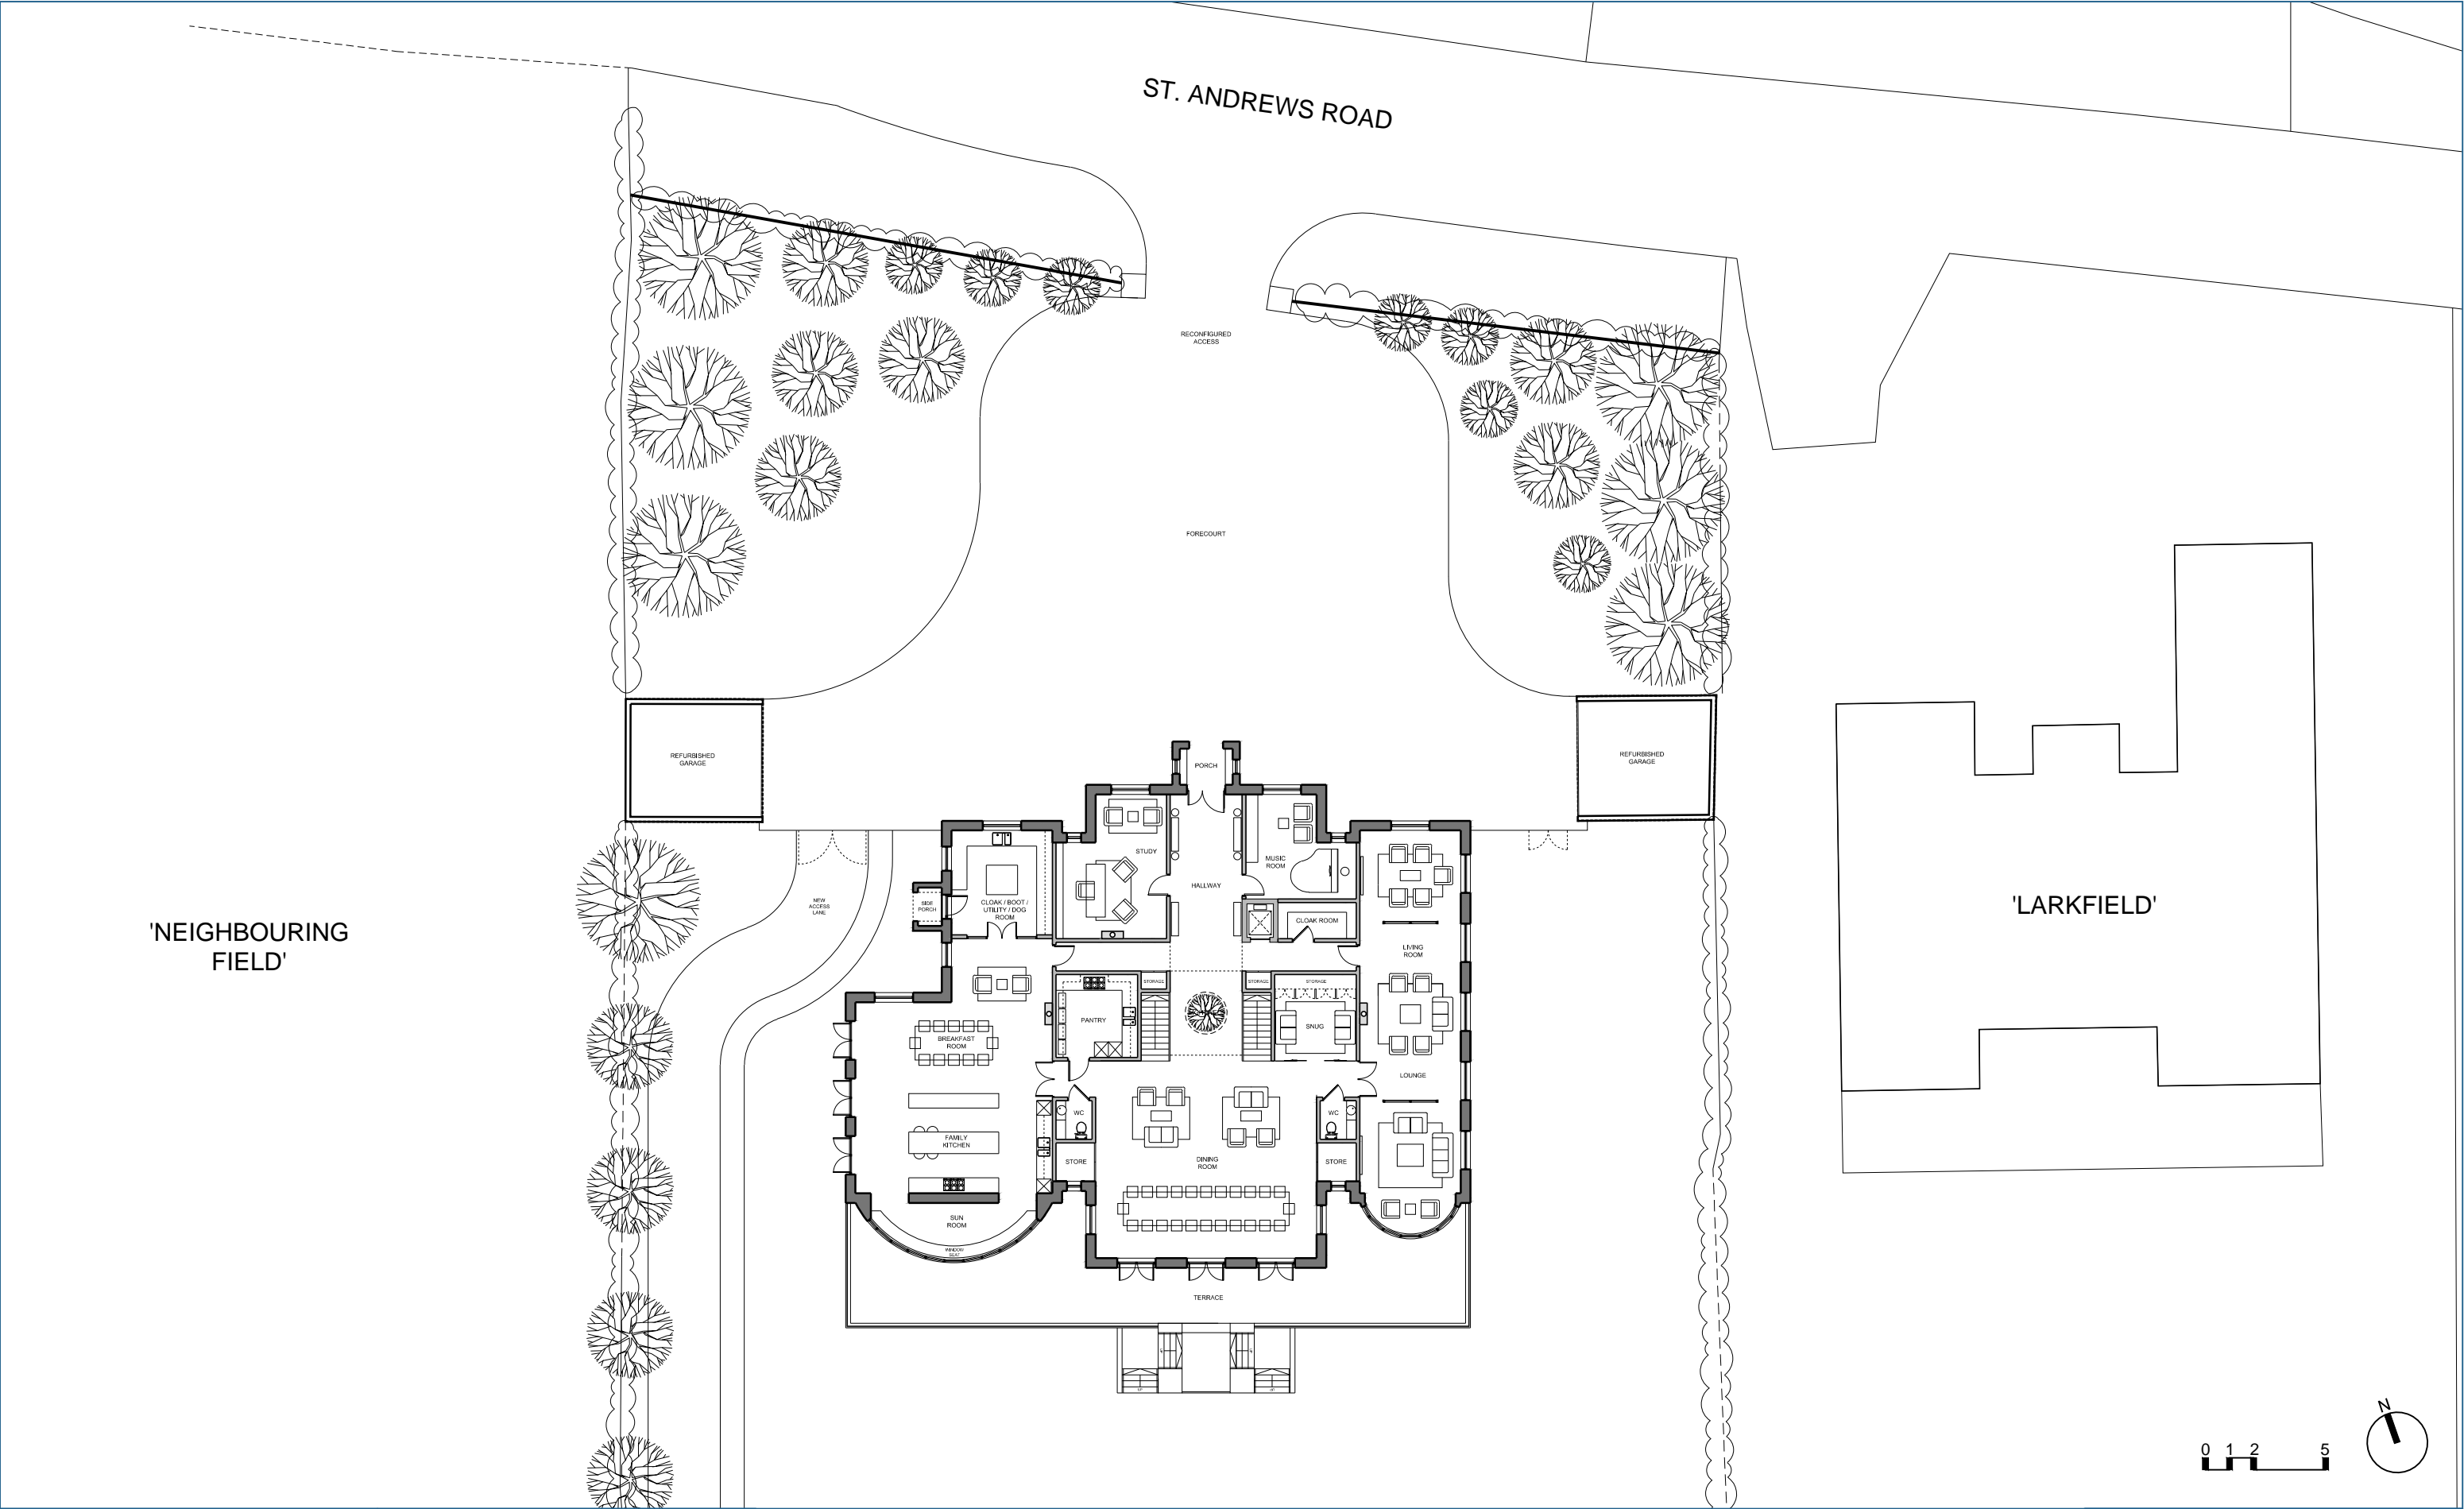 ST. ANDREWS ROAD
RECONFIGURED
ACCESS
FORECOURT
REFURBISHED
GARAGE
REFURBISHED
GARAGE
PORCH
STUDY
MUSIC
ROOM
HALLWAY
CLOAK / BOOT /
UTILITY / DOG
ROOM
SIDE
PORCH
NEW
ACCESS
LANE
CLOAK ROOM
'NEIGHBOURING
FIELD'
'LARKFIELD'
LIVING
ROOM
STORAGE
STORAGE
STORAGE
PANTRY
SNUG
BREAKFAST
ROOM
LOUNGE
WC
WC
FAMILY
KITCHEN
STORE
DINING
ROOM
STORE
SUN
ROOM
WINDOW
SEAT
TERRACE
N
0 1 2 5